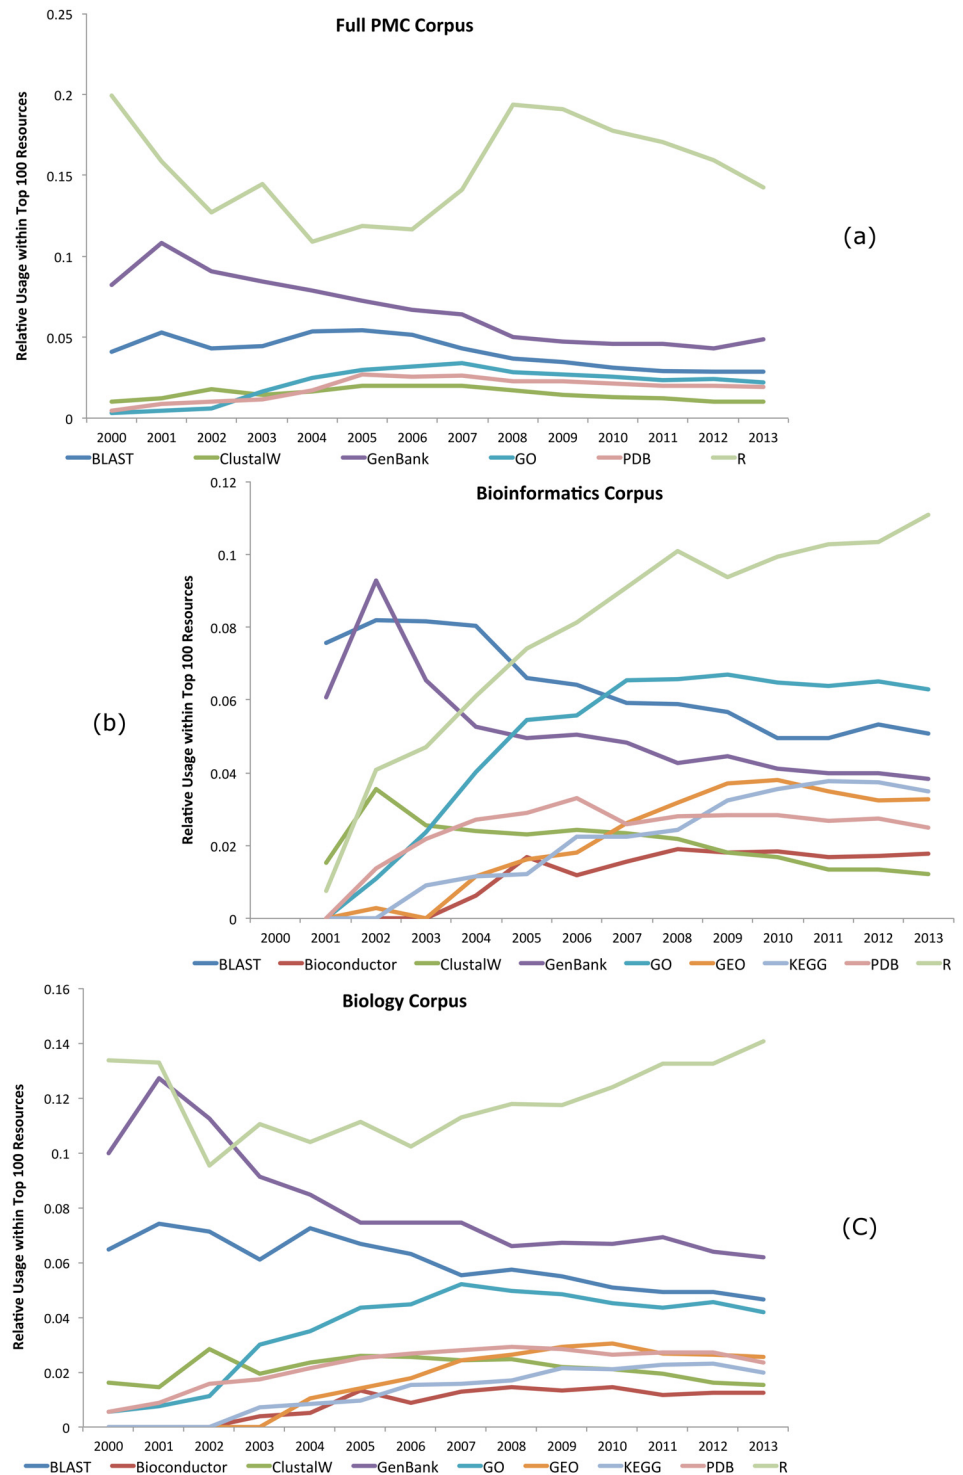 Full PMC Corpus
Relative Usage within Top 100 Resources
0.25
0.2
0.15
0.1
0.05
0
2000 2001 2002 2003 2004 2005 2006 2007 2008 2009 2010 2011 2012 2013
BLAST ClustalW GenBank GO PDB R
(a)
Bioinformatics Corpus
Relative Usage within Top 100 Resources
0.12
0.1
0.08
0.06
0.04
0.02
0
2000 2001 2002 2003 2004 2005 2006 2007 2008 2009 2010 2011 2012 2013
BLAST Bioconductor ClustalW GenBank GO GEO KEGG PDB R
(b)
Biology Corpus
Relative Usage within Top 100 Resources
0.16
0.14
0.12
0.1
0.08
0.06
0.04
0.02
0
2000 2001 2002 2003 2004 2005 2006 2007 2008 2009 2010 2011 2012 2013
BLAST Bioconductor ClustalW GenBank GO GEO KEGG PDB R
(C)